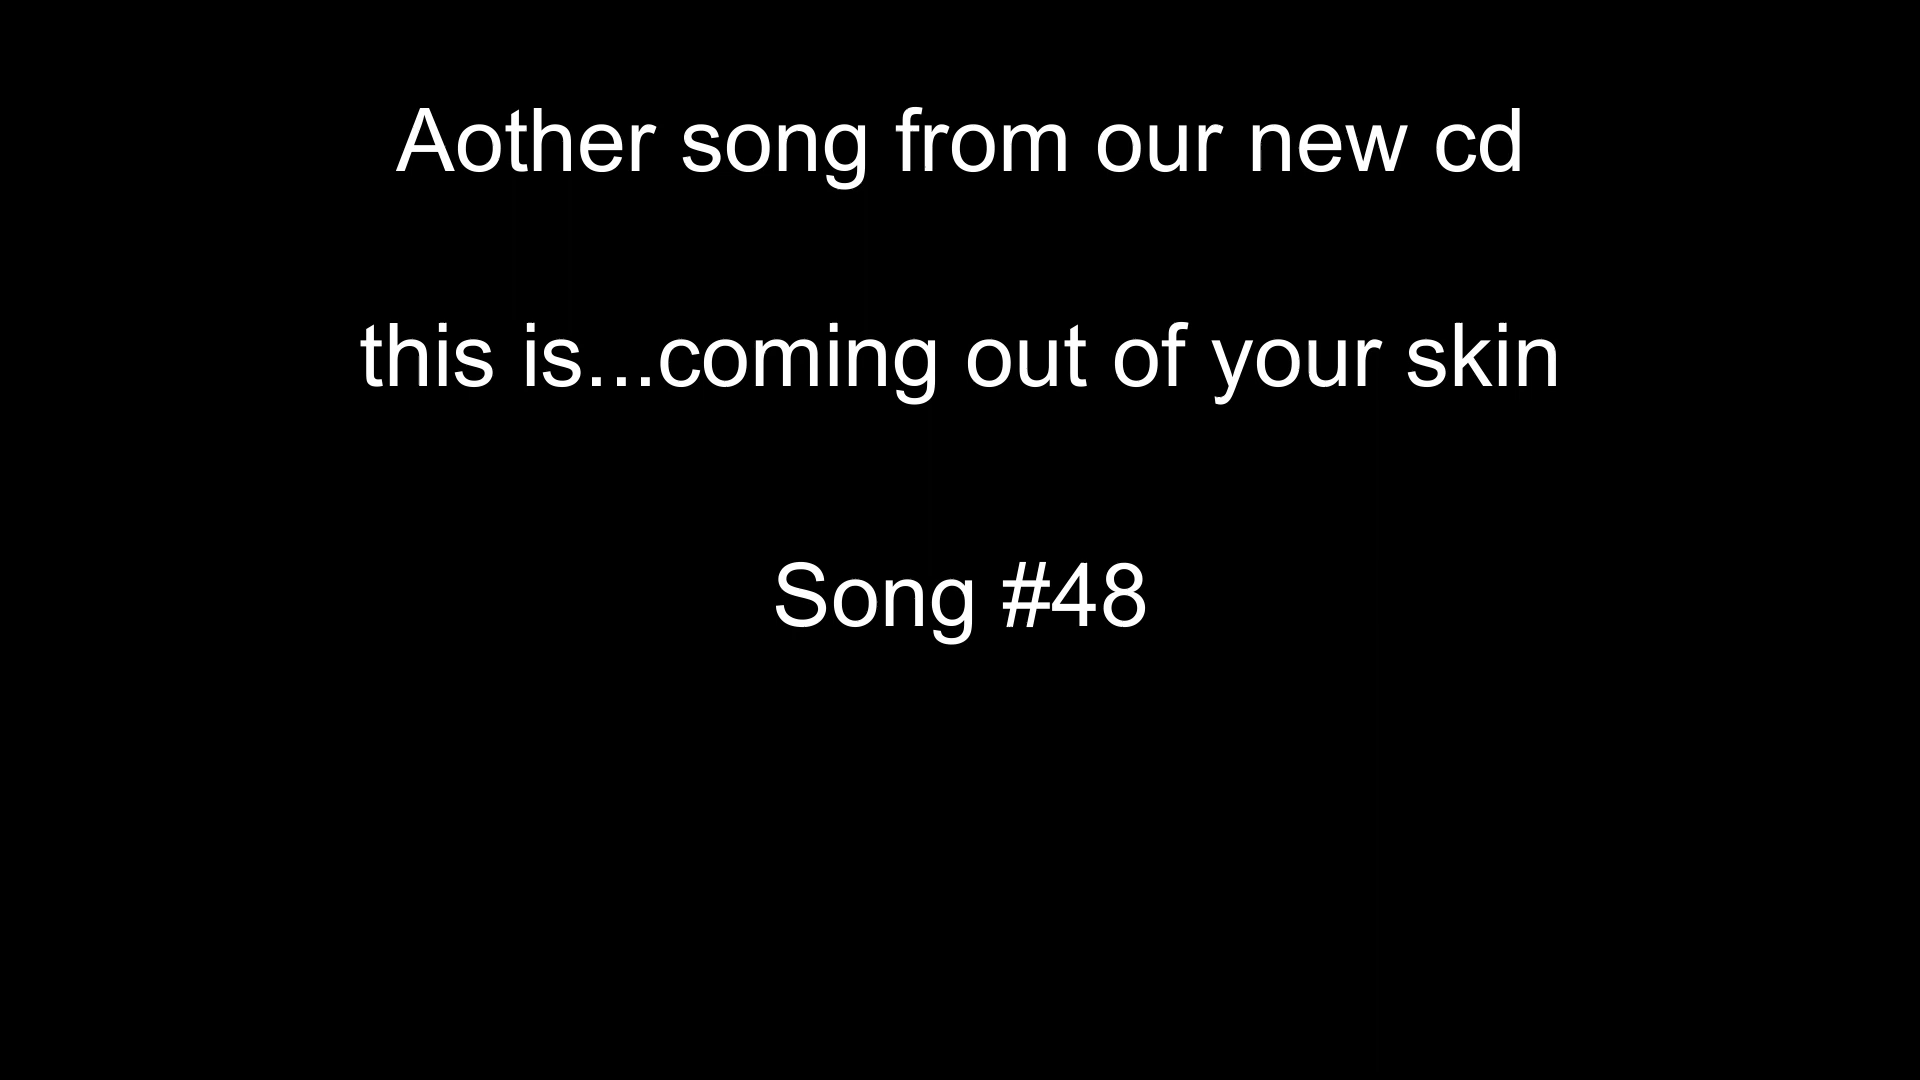 Aother song from our new cd
this is...coming out of your skin
Song #48